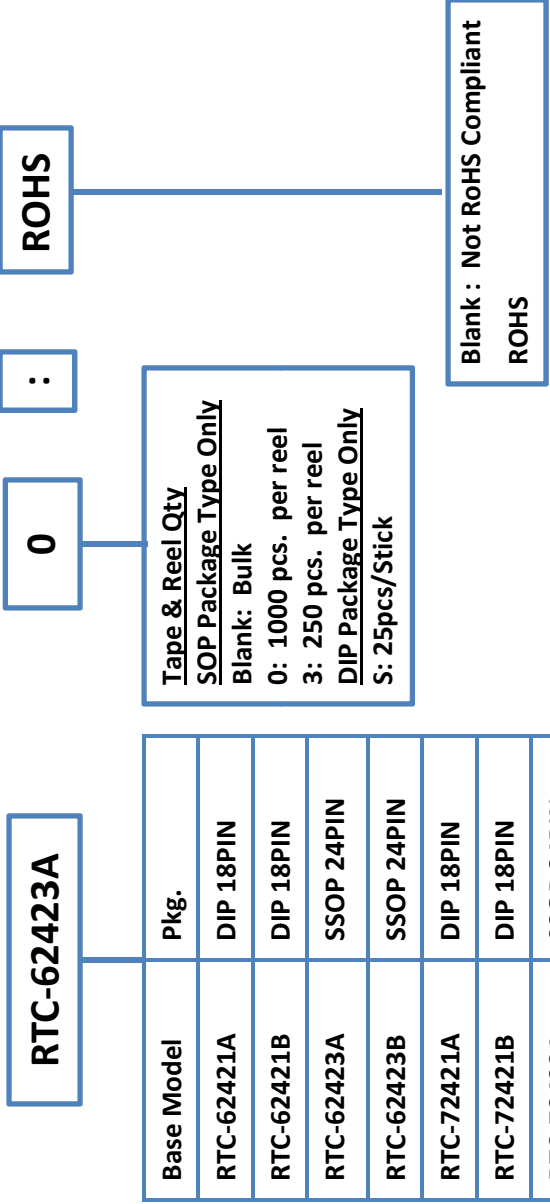 RTC-62423A
0
:
ROHS
Base Model Pkg.
RTC-62421A DIP 18PIN
RTC-62421B DIP 18PIN
RTC-62423A SSOP 24PIN
RTC-62423B SSOP 24PIN
RTC-72421A DIP 18PIN
RTC-72421B DIP 18PIN
Tape & Reel Qty
SOP Package Type Only
Blank: Bulk
0: 1000 pcs. per reel
3: 250 pcs. per reel
DIP Package Type Only
S: 25pcs/Stick
Blank : Not RoHS Compliant
ROHS